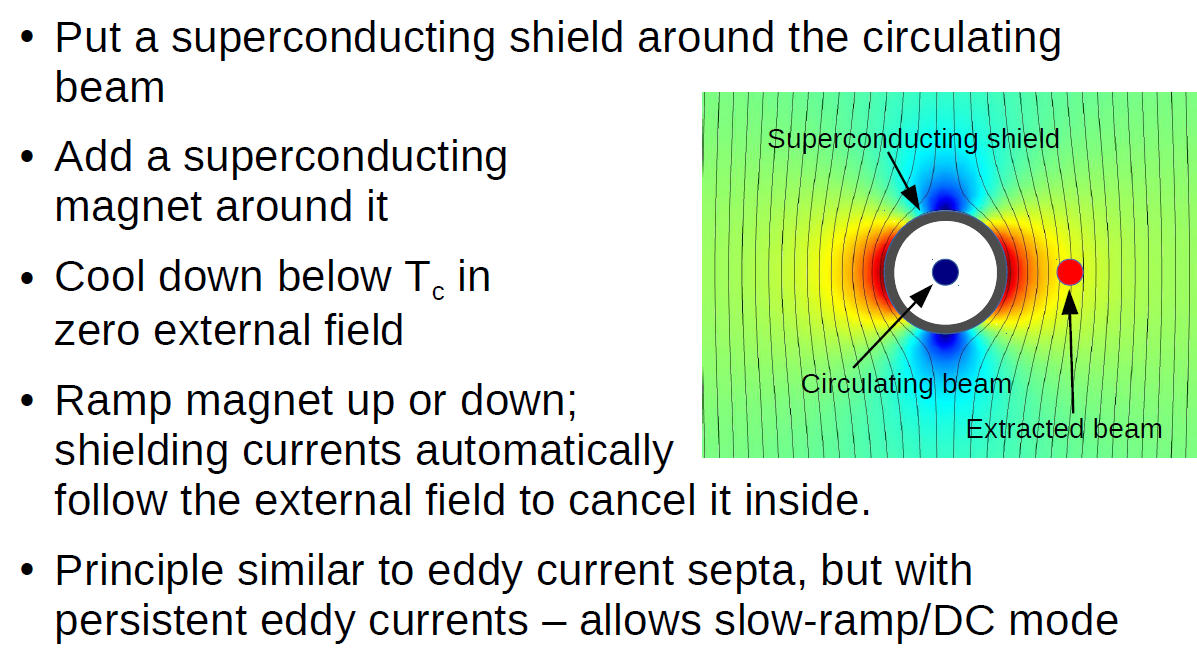 • Put a superconducting shield around the circulating
beam
• Add a superconducting
magnet around it
• Cool down below Tc in
zero external field
• Ramp magnet up or down;
shielding currents automatically
follow the external field to cancel it inside.
• Principle similar to eddy current septa, but with
persistent eddy currents – allows slow-ramp/DC mode
Superconducting shield
Circulating beam
Extracted beam